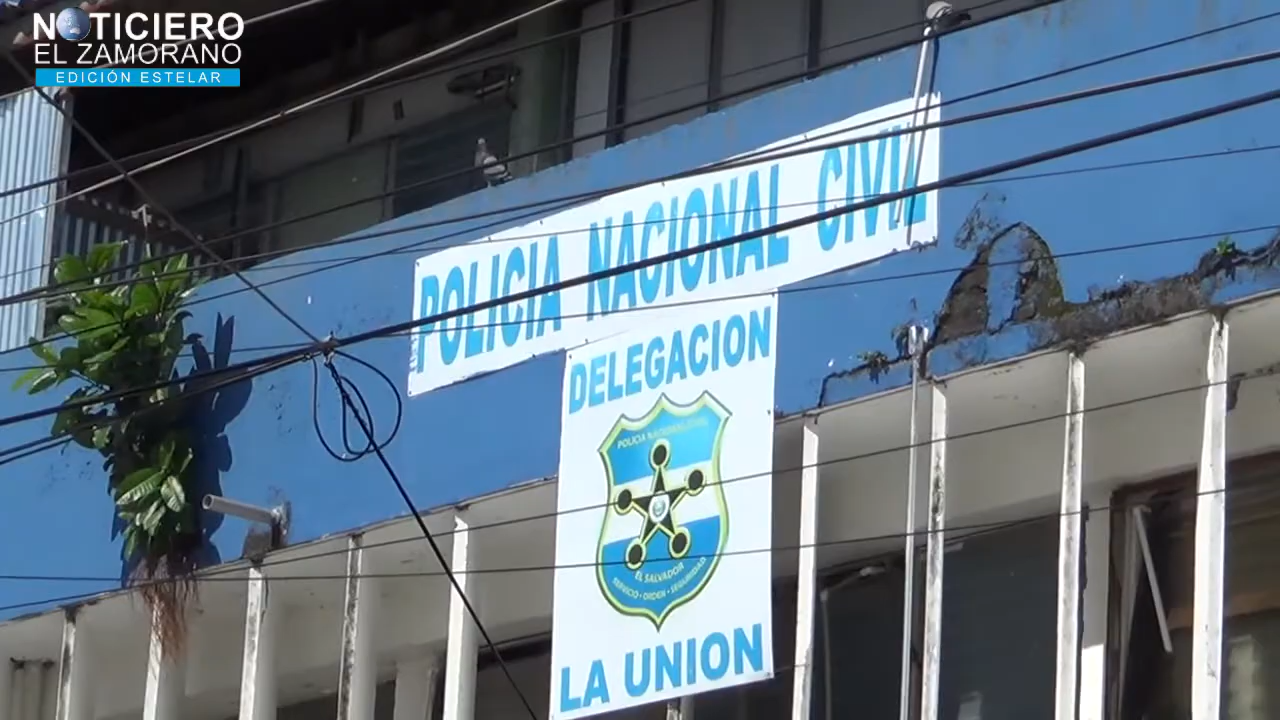 NOTICIERO
EL ZAMORANO
EDICIÓN ESTELAR
POLICIA NACIONAL CIVIL
DELEGACION
POLICIA NACIONAL CIVIL
EL SALVADOR
SERVICIO · ORDEN · SEGURIDAD
LA UNION